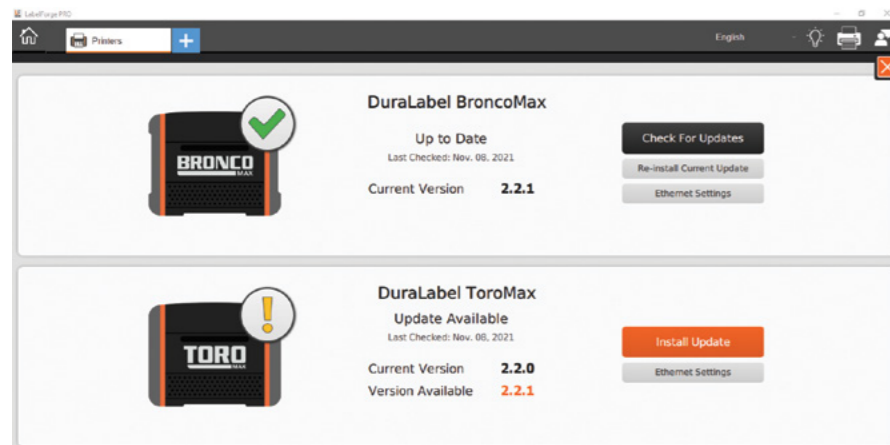 LabelForge PRO
Printers
English
DuraLabel BroncoMax
BRONCO
MAX
Up to Date
Last Checked: Nov. 08, 2021
Current Version 2.2.1
Check For Updates
Re-install Current Update
Ethernet Settings
DuraLabel ToroMax
TORO
MAX
Update Available
Last Checked: Nov. 08, 2021
Current Version 2.2.0
Version Available 2.2.1
Install Update
Ethernet Settings